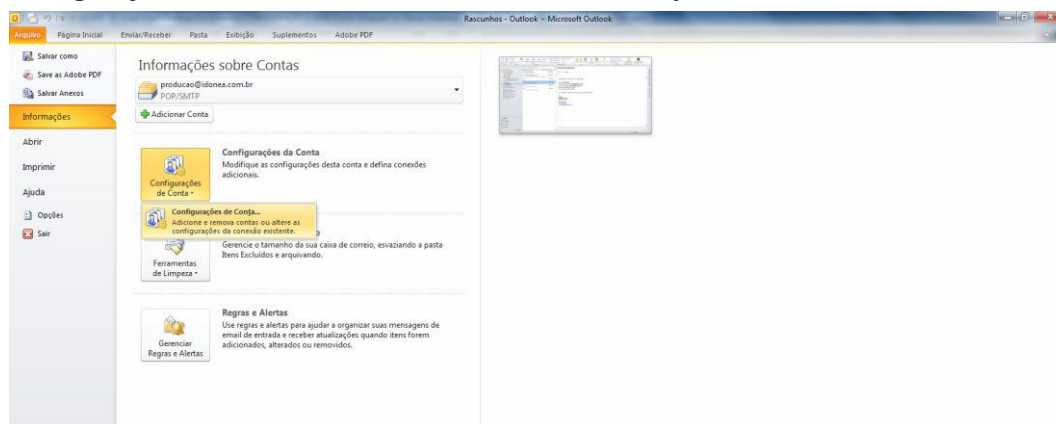 Rascunhos - Outlook - Microsoft Outlook
Arquivo Página Inicial Enviar/Receber Pasta Exibição Suplementos Adobe PDF
Salvar como
Save as Adobe PDF
Salvar Anexos
Informações
Abrir
Imprimir
Ajuda
Opções
Sair
Informações sobre Contas
producao@idonea.com.br
POP/SMTP
Adicionar Conta
Configurações de Conta
Configurações da Conta
Modifique as configurações desta conta e defina conexões
adicionais.
Configurações de Conta...
Adicione e remova contas ou altere as
configurações da conexão existente.
Ferramentas
de Limpeza
Gerencie o tamanho da sua caixa de correio, esvaziando a pasta
Itens Excluídos e arquivando.
Gerenciar
Regras e Alertas
Regras e Alertas
Use regras e alertas para ajudar a organizar suas mensagens de
email de entrada e receber atualizações quando itens forem
adicionados, alterados ou removidos.